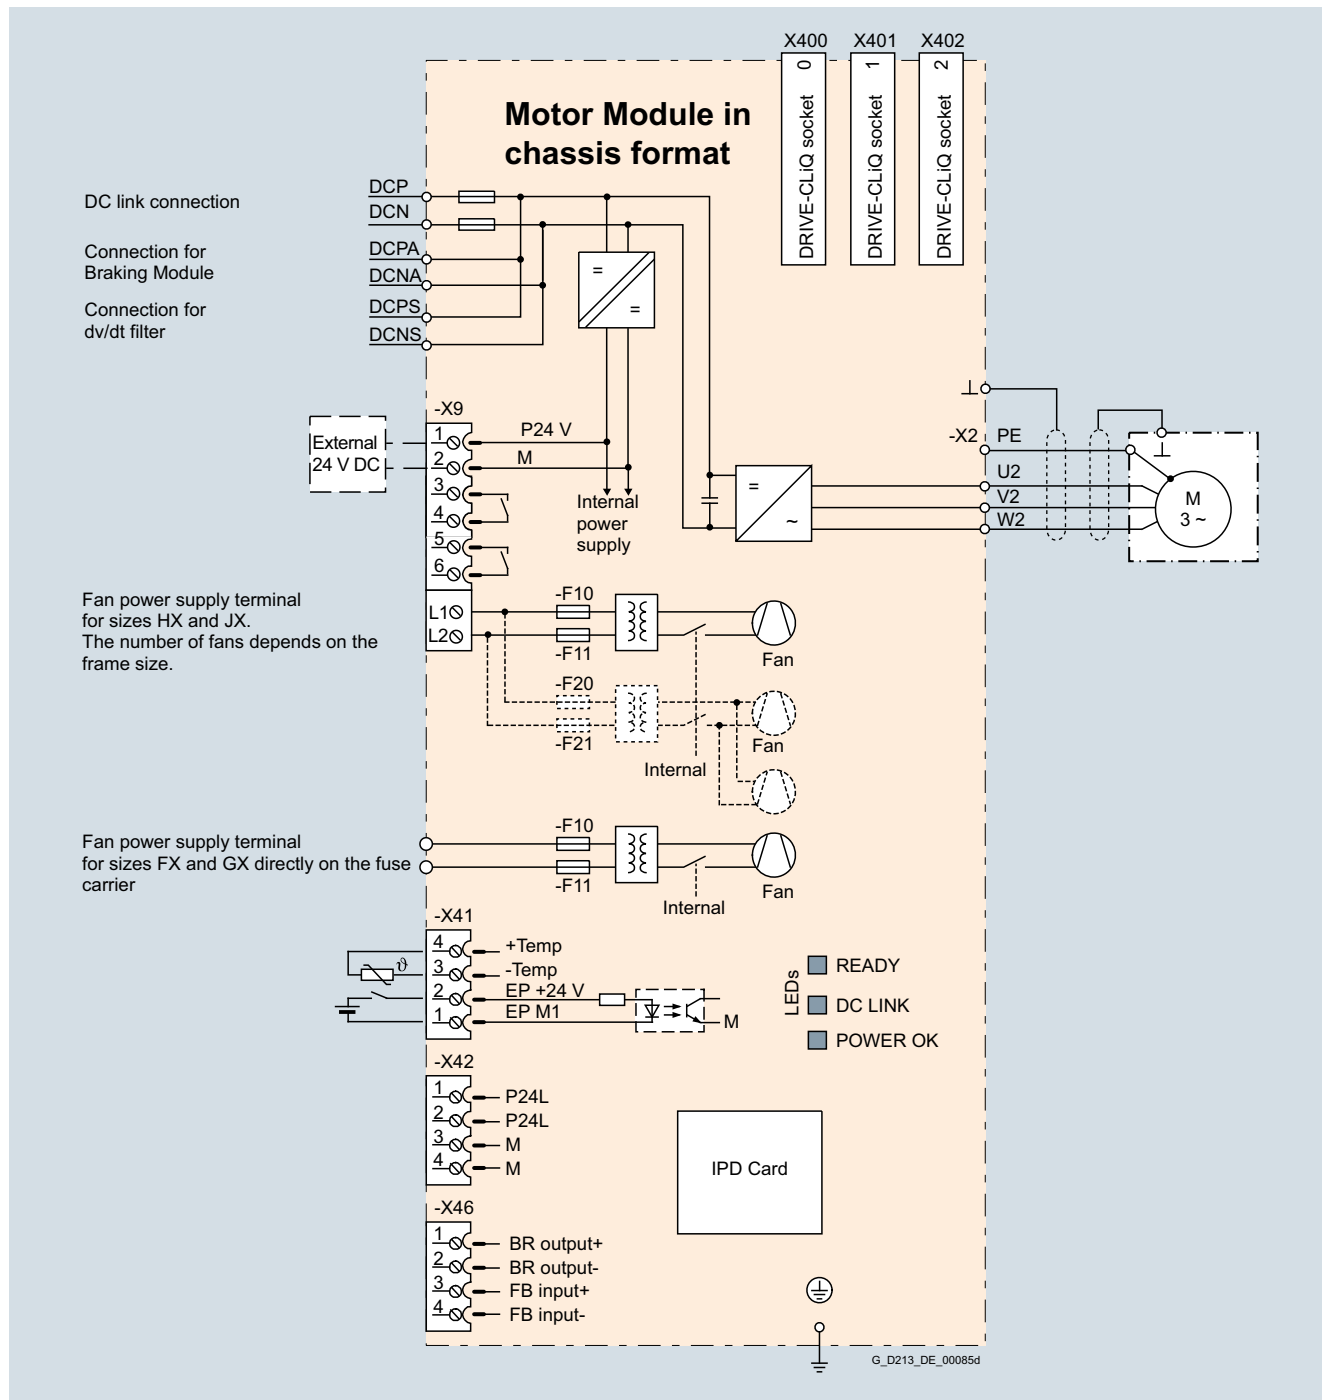 X400 X401 X402
0 1 2
DRIVE-CLiQ socket
DRIVE-CLiQ socket
DRIVE-CLiQ socket
Motor Module in
chassis format
DC link connection
DCP
DCN
Connection for
Braking Module
DCPA
DCNA
Connection for
dv/dt filter
DCPS
DCNS
=
=
-X9
External
24 V DC
1
P24 V
2
M
3
4
5
6
Internal
power
supply
=
~
-X2
PE
U2
V2
W2
M
3 ~
Fan power supply terminal
for sizes HX and JX.
The number of fans depends on the
frame size.
L1
L2
-F10
-F11
Fan
-F20
-F21
Fan
Internal
Fan power supply terminal
for sizes FX and GX directly on the fuse
carrier
-F10
-F11
Fan
Internal
-X41
4 +Temp
3 -Temp
2 EP +24 V
1 EP M1
ϑ
M
LEDs
READY
DC LINK
POWER OK
-X42
1 P24L
2 P24L
3 M
4 M
IPD Card
-X46
1 BR output+
2 BR output-
3 FB input+
4 FB input-
G_D213_DE_00085d